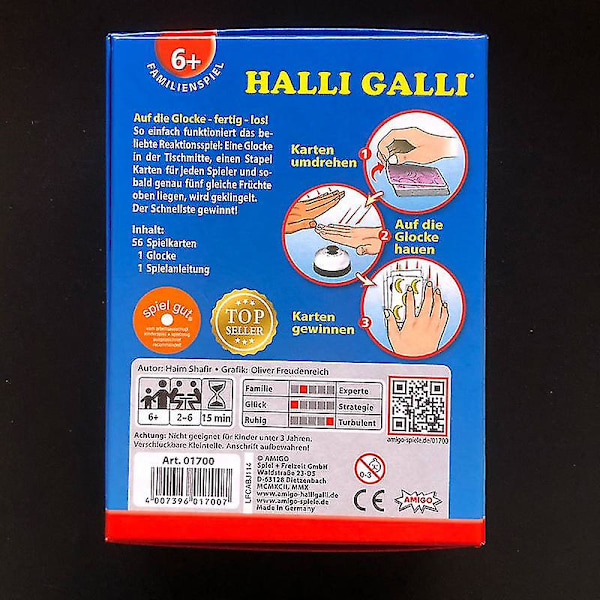 6+
FAMILIENSPIEL
HALLI GALLI®
Auf die Glocke - fertig - los!
So einfach funktioniert das be-
liebte Reaktionsspiel: Eine Glocke
in der Tischmitte, einen Stapel
Karten für jeden Spieler und so-
bald genau fünf gleiche Früchte
oben liegen, wird geklingelt.
Der Schnellste gewinnt!
Inhalt:
56 Spielkarten
1 Glocke
1 Spielanleitung
Karten
umdrehen
1
2
Auf die
Glocke
hauen
Karten
gewinnen
3
spiel gut®
TOP
SELLER
Autor: Haim Shafir • Grafik: Oliver Freudenreich
6+
2-6
15 min
Familie
Experte
Glück
Strategie
Ruhig
Turbulent
amigo-spiele.de/01700
Achtung: Nicht geeignet für Kinder unter 3 Jahren.
Verschluckbare Kleinteile. Anschrift aufbewahren!
Art. 01700
4 007396 017007
LFCABJ114
© AMIGO
Spiel + Freizeit GmbH
Waldstraße 23-D5
D-63128 Dietzenbach
MCMXCII, MMX
www.amigo-halligalli.de
www.amigo-spiele.de
Made in Germany
0-3
CE
AMIGO